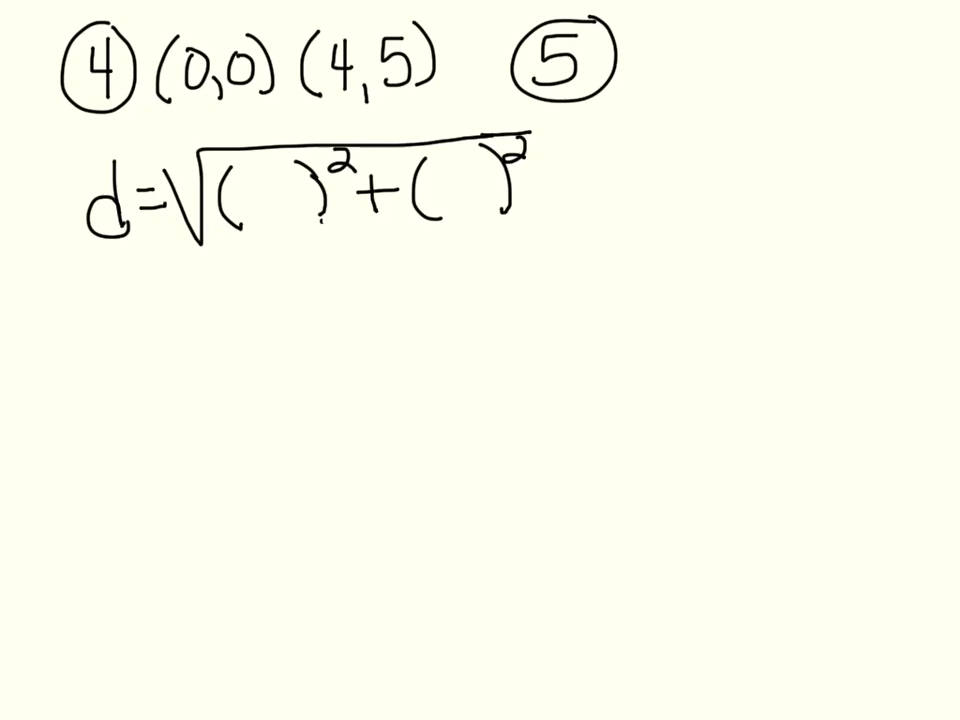 ④ (0,0) (4,5) ⑤
d=√( )²+( )²